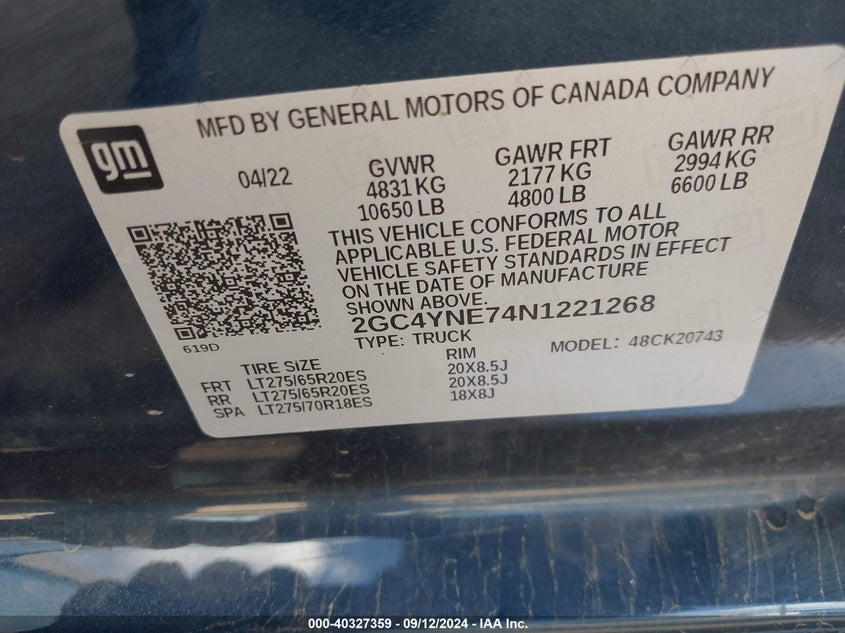 gm
MFD BY GENERAL MOTORS OF CANADA COMPANY
04/22
GVWR
4831 KG
10650 LB
GAWR FRT
2177 KG
4800 LB
GAWR RR
2994 KG
6600 LB
THIS VEHICLE CONFORMS TO ALL
APPLICABLE U.S. FEDERAL MOTOR
VEHICLE SAFETY STANDARDS IN EFFECT
ON THE DATE OF MANUFACTURE
SHOWN ABOVE.
2GC4YNE74N1221268
TYPE: TRUCK
MODEL: 48CK20743
619D
TIRE SIZE RIM
FRT LT275/65R20ES 20X8.5J
RR LT275/65R20ES 20X8.5J
SPA LT275/70R18ES 18X8J
000-40327359 - 09/12/2024 - IAA Inc.